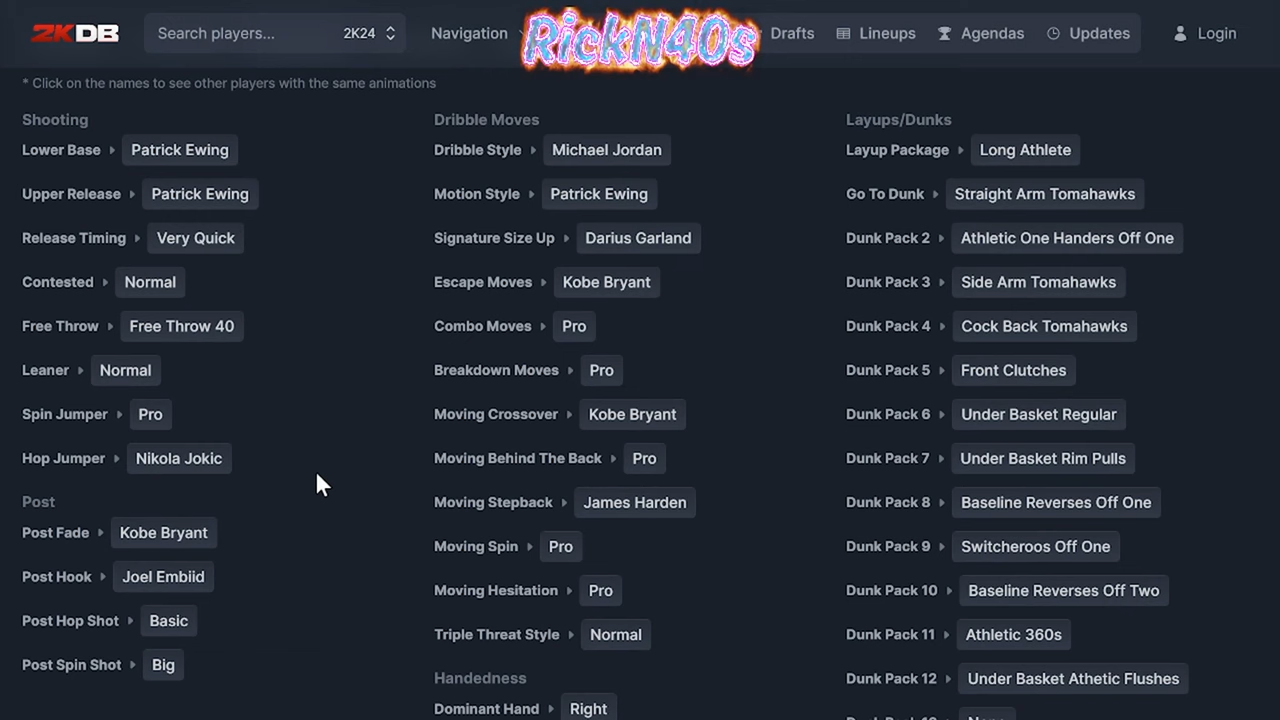 2KDB
Search players...
2K24
Navigation
RickN40s
Drafts
Lineups
Agendas
Updates
Login
* Click on the names to see other players with the same animations
Shooting
Lower Base Patrick Ewing
Upper Release Patrick Ewing
Release Timing Very Quick
Contested Normal
Free Throw Free Throw 40
Leaner Normal
Spin Jumper Pro
Hop Jumper Nikola Jokic
Post
Post Fade Kobe Bryant
Post Hook Joel Embiid
Post Hop Shot Basic
Post Spin Shot Big
Dribble Moves
Dribble Style Michael Jordan
Motion Style Patrick Ewing
Signature Size Up Darius Garland
Escape Moves Kobe Bryant
Combo Moves Pro
Breakdown Moves Pro
Moving Crossover Kobe Bryant
Moving Behind The Back Pro
Moving Stepback James Harden
Moving Spin Pro
Moving Hesitation Pro
Triple Threat Style Normal
Handedness
Dominant Hand Right
Layups/Dunks
Layup Package Long Athlete
Go To Dunk Straight Arm Tomahawks
Dunk Pack 2 Athletic One Handers Off One
Dunk Pack 3 Side Arm Tomahawks
Dunk Pack 4 Cock Back Tomahawks
Dunk Pack 5 Front Clutches
Dunk Pack 6 Under Basket Regular
Dunk Pack 7 Under Basket Rim Pulls
Dunk Pack 8 Baseline Reverses Off One
Dunk Pack 9 Switcheroos Off One
Dunk Pack 10 Baseline Reverses Off Two
Dunk Pack 11 Athletic 360s
Dunk Pack 12 Under Basket Athetic Flushes